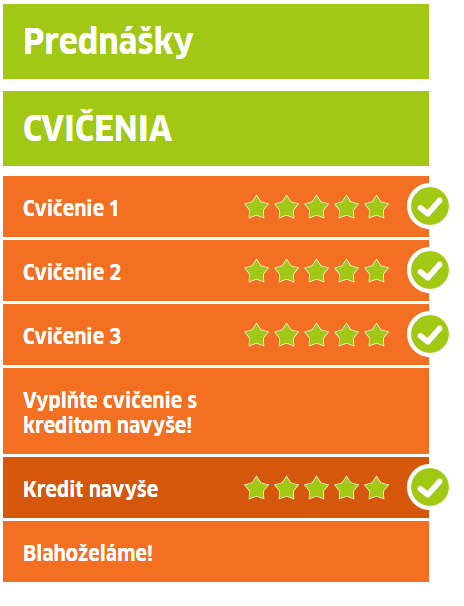 Prednášky
CVIČENIA
Cvičenie 1
Cvičenie 2
Cvičenie 3
Vyplňte cvičenie s
kreditom navyše!
Kredit navyše
Blahoželáme!